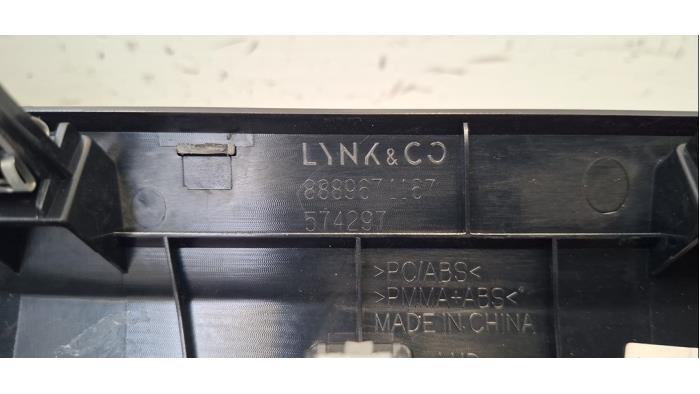 LYNK&CO
8889671167
574297
>PC/ABS<
>PMMA+ABS<
MADE IN CHINA